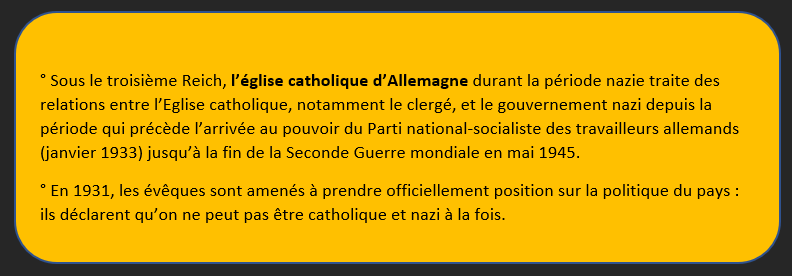 ° Sous le troisième Reich, l’église catholique d’Allemagne durant la période nazie traite des
relations entre l’Eglise catholique, notamment le clergé, et le gouvernement nazi depuis la
période qui précède l’arrivée au pouvoir du Parti national-socialiste des travailleurs allemands
(janvier 1933) jusqu’à la fin de la Seconde Guerre mondiale en mai 1945.
° En 1931, les évêques sont amenés à prendre officiellement position sur la politique du pays :
ils déclarent qu’on ne peut pas être catholique et nazi à la fois.